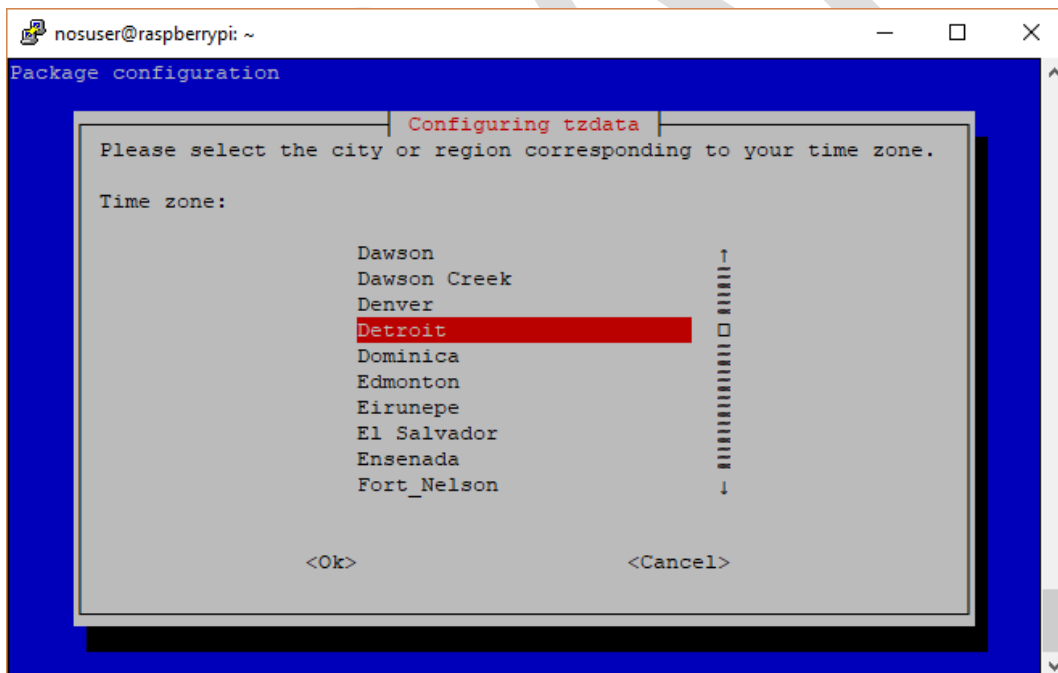 nosuser@raspberrypi: ~
Package configuration
Configuring tzdata
Please select the city or region corresponding to your time zone.
Time zone:
Dawson
Dawson Creek
Denver
Detroit
Dominica
Edmonton
Eirunepe
El Salvador
Ensenada
Fort_Nelson
<Ok> <Cancel>